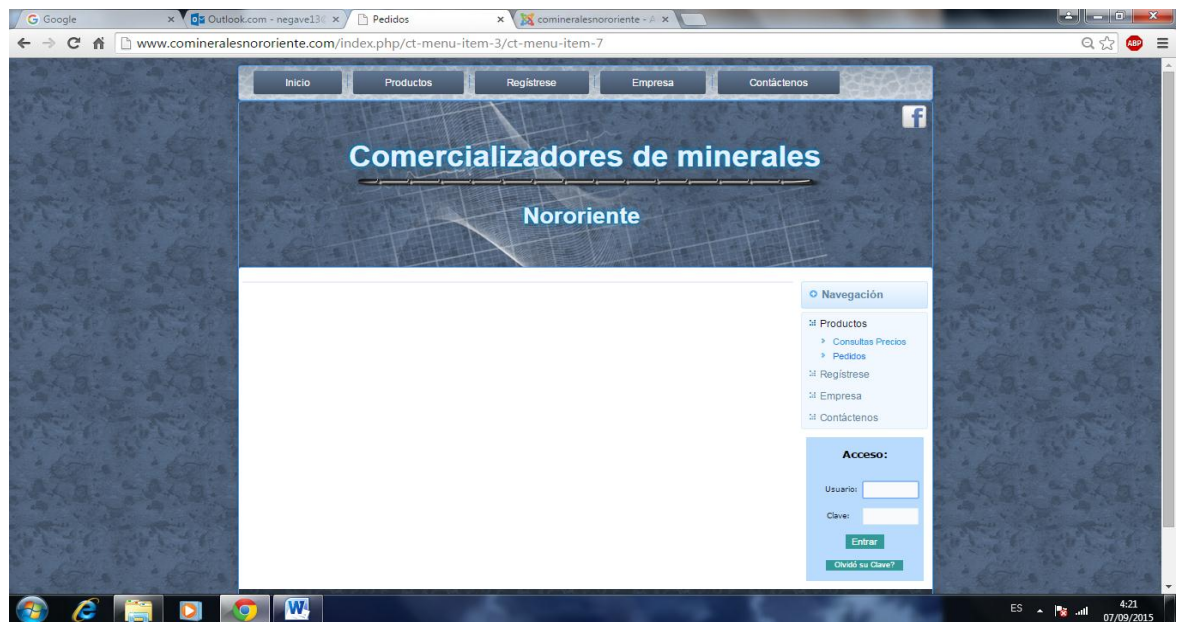 Google
Outlook.com - negave13
Pedidos
comineralesnororiente - A
www.comineralesnororiente.com/index.php/ct-menu-item-3/ct-menu-item-7
ABP
Inicio Productos Regístrese Empresa Contáctenos
f
Comercializadores de minerales
Nororiente
Navegación
Productos
Consultas Precios
Pedidos
Regístrese
Empresa
Contáctenos
Acceso:
Usuario:
Clave:
Entrar
Olvidó su Clave?
ES
4:21
07/09/2015